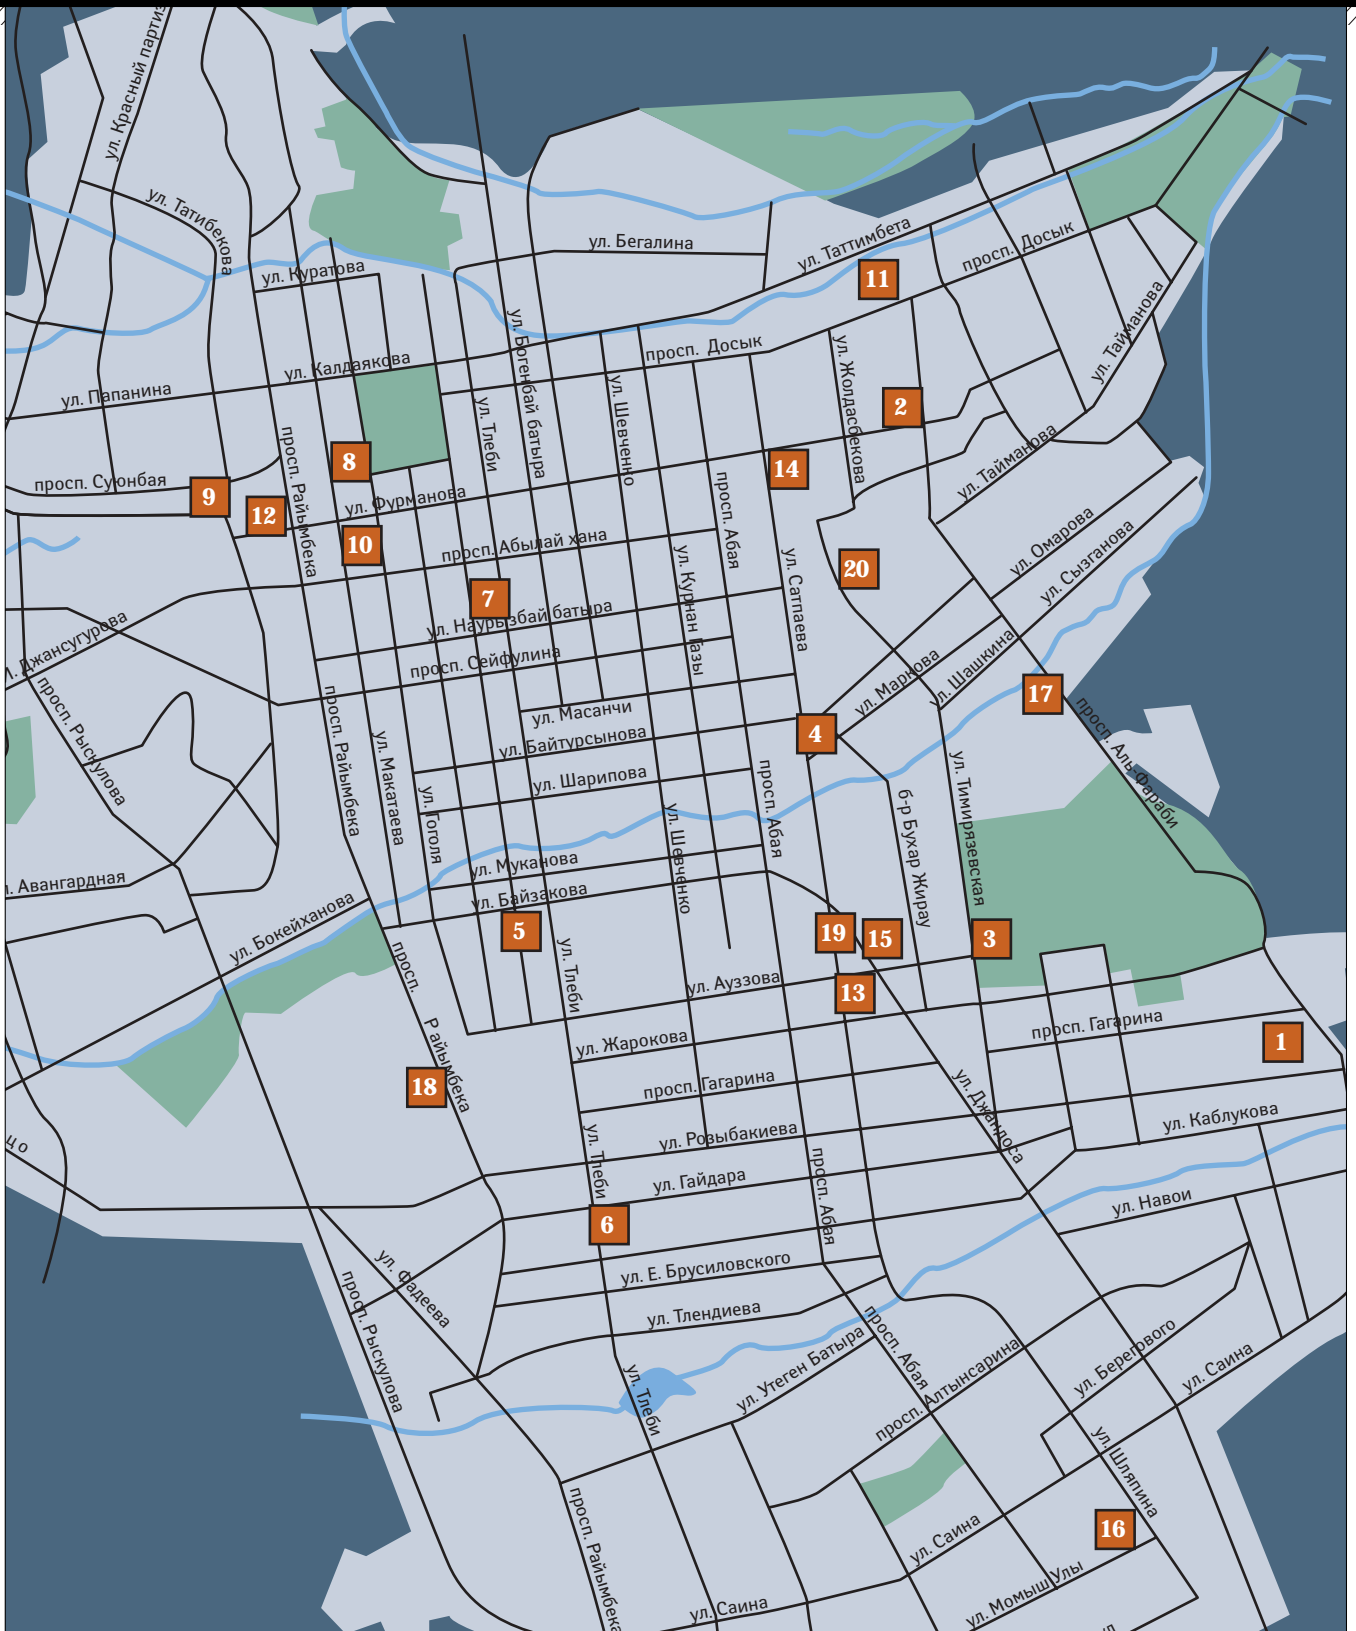 ул. Красный партиз
ул. Татибекова
ул. Куратова
ул. Бегалина
ул. Таттимбета
просп. Досык
11
ул. Тайманова
ул. Калдаякова
ул. Папанина
ул. Богенбай батыра
просп. Досык
ул. Жолдасбекова
2
ул. Тлеби
ул. Шевченко
8
14
просп. Суюнбая
9
12
просп. Райымбека
ул. Фурманова
10
просп. Абая
ул. Тайманова
просп. Абылай хана
7
ул. Наурызбай батыра
просп. Сейфулина
ул. Курнан Газы
ул. Сатпаева
20
ул. Омарова
ул. Сызганова
Джансугурова
просп. Рыскулова
просп. Райымбека
ул. Макатаева
ул. Гоголя
ул. Масанчи
ул. Байтурсынова
ул. Шарипова
4
ул. Маркова
ул. Шашкина
17
просп. Аль-Фараби
просп. Абая
ул. Шевченко
б-р Бухар Жирау
ул. Тимирязевская
. Авангардная
ул. Муканова
ул. Байзакова
ул. Бокейханова
5
19
15
3
13
просп.
Райымбека
ул. Тлеби
ул. Ауззова
ул. Жарокова
просп. Гагарина
1
18
просп. Гагарина
ул. Джандоса
ул. Каблукова
ул. Розыбакиева
ул. Гайдара
ул. Тлеби
просп. Абая
ул. Навои
цо
6
ул. Е. Брусиловского
ул. Тлендиева
ул. Фадеева
просп. Рыскулова
ул. Утеген Батыра
просп. Абая
просп. Алтынсарина
ул. Берегового
ул. Саина
ул. Тлеби
ул. Шляпина
16
просп. Райымбека
ул. Саина
ул. Саина
ул. Момыш Улы